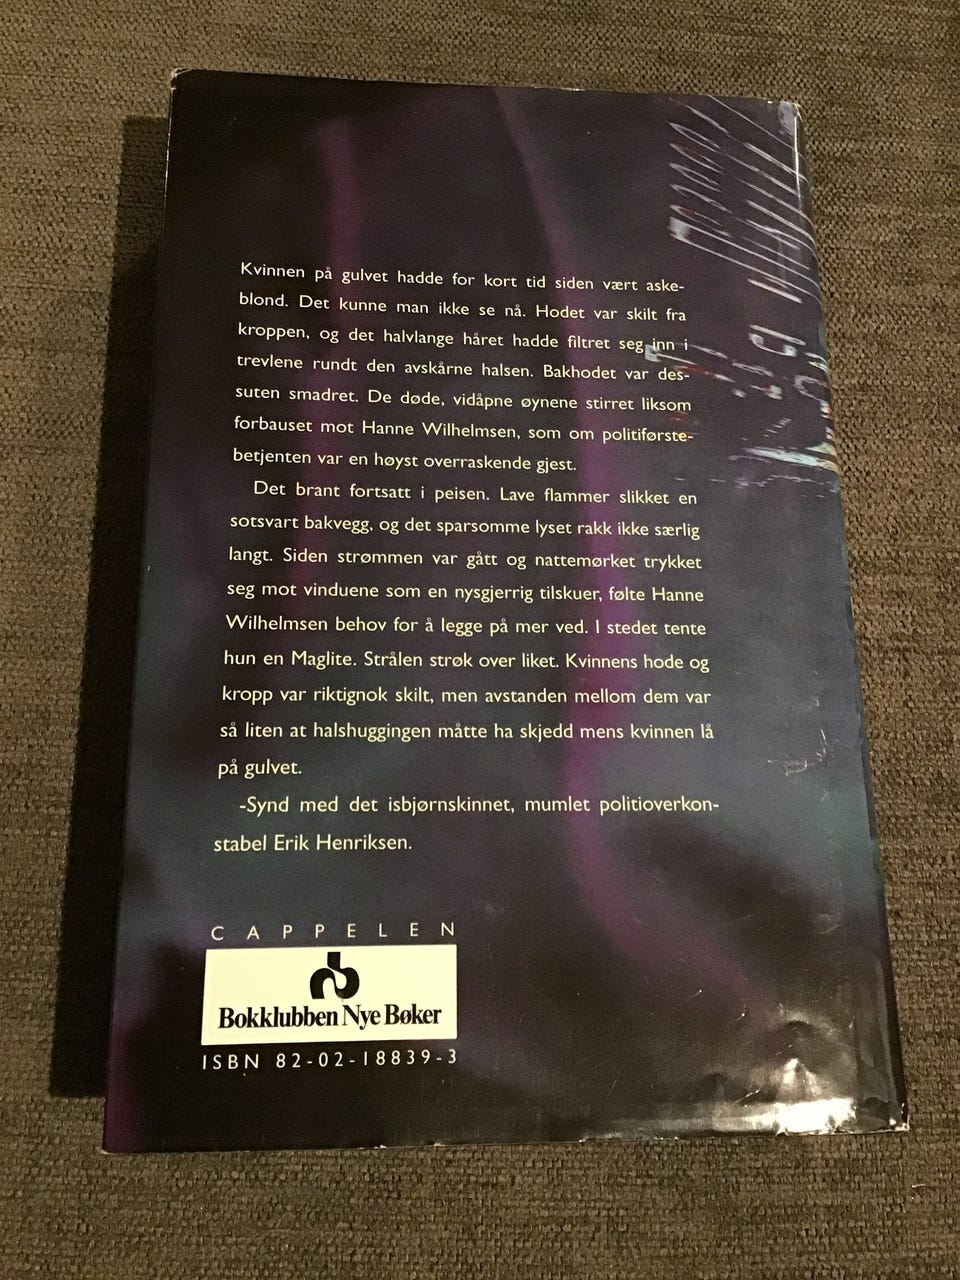 Kvinnen på gulvet hadde for kort tid siden vært aske-
blond. Det kunne man ikke se nå. Hodet var skilt fra
kroppen, og det halvlange håret hadde filtret seg inn i
trevlene rundt den avskårne halsen. Bakhodet var des-
suten smadret. De døde, vidåpne øynene stirret liksom
forbauset mot Hanne Wilhelmsen, som om politiførste-
betjenten var en høyst overraskende gjest.
Det brant fortsatt i peisen. Lave flammer slikket en
sotsvart bakvegg, og det sparsomme lyset rakk ikke særlig
langt. Siden strømmen var gått og nattemørket trykket
seg mot vinduene som en nysgjerrig tilskuer, følte Hanne
Wilhelmsen behov for å legge på mer ved. I stedet tente
hun en Maglite. Strålen strøk over liket. Kvinnens hode og
kropp var riktignok skilt, men avstanden mellom dem var
så liten at halshuggingen måtte ha skjedd mens kvinnen lå
på gulvet.
-Synd med det isbjørnskinnet, mumlet politioverkon-
stabel Erik Henriksen.
CAPPELEN
Bokklubben Nye Bøker
ISBN 82-02-18839-3